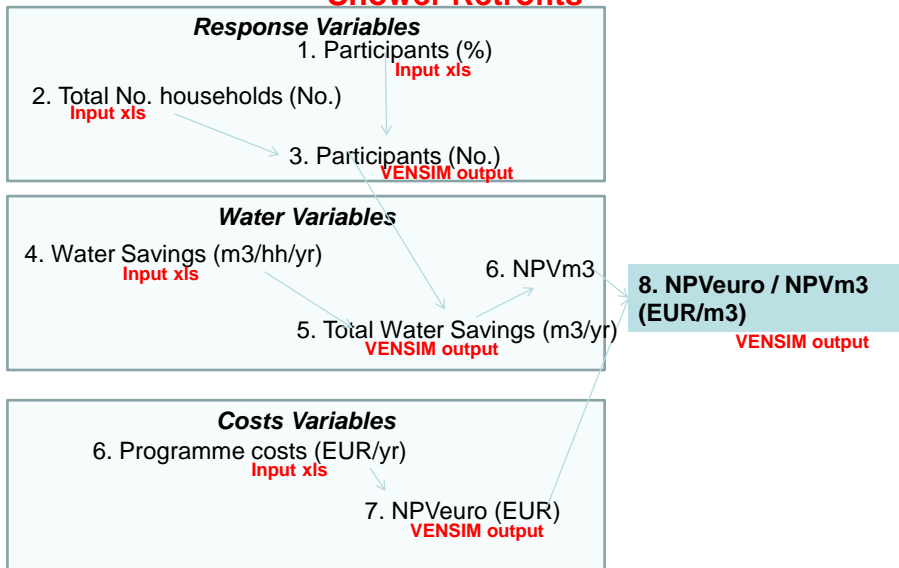 Shower Retrofits
Response Variables
1. Participants (%)
Input xls
2. Total No. households (No.)
Input xls
3. Participants (No.)
VENSIM output
Water Variables
4. Water Savings (m3/hh/yr)
Input xls
6. NPVm3
5. Total Water Savings (m3/yr)
VENSIM output
8. NPVeuro / NPVm3
(EUR/m3)
VENSIM output
Costs Variables
6. Programme costs (EUR/yr)
Input xls
7. NPVeuro (EUR)
VENSIM output